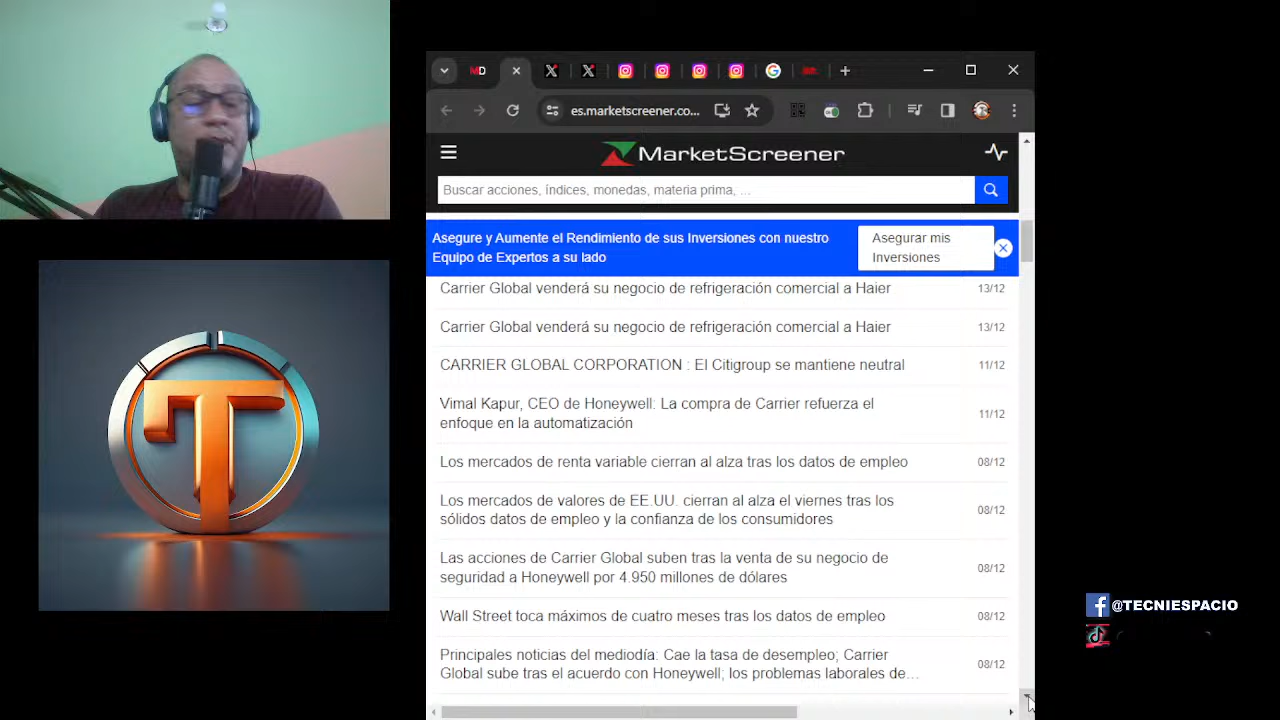 MD
es.marketscreener.co...
MarketScreener
Buscar acciones, índices, monedas, materia prima, ...
Asegure y Aumente el Rendimiento de sus Inversiones con nuestro
Equipo de Expertos a su lado
Asegurar mis
Inversiones
Carrier Global venderá su negocio de refrigeración comercial a Haier 13/12
Carrier Global venderá su negocio de refrigeración comercial a Haier 13/12
CARRIER GLOBAL CORPORATION : El Citigroup se mantiene neutral 11/12
Vimal Kapur, CEO de Honeywell: La compra de Carrier refuerza el 11/12
enfoque en la automatización
Los mercados de renta variable cierran al alza tras los datos de empleo 08/12
Los mercados de valores de EE.UU. cierran al alza el viernes tras los 08/12
sólidos datos de empleo y la confianza de los consumidores
Las acciones de Carrier Global suben tras la venta de su negocio de 08/12
seguridad a Honeywell por 4.950 millones de dólares
Wall Street toca máximos de cuatro meses tras los datos de empleo 08/12
Principales noticias del mediodía: Cae la tasa de desempleo; Carrier 08/12
Global sube tras el acuerdo con Honeywell; los problemas laborales de...
T
@TECNIESPACIO